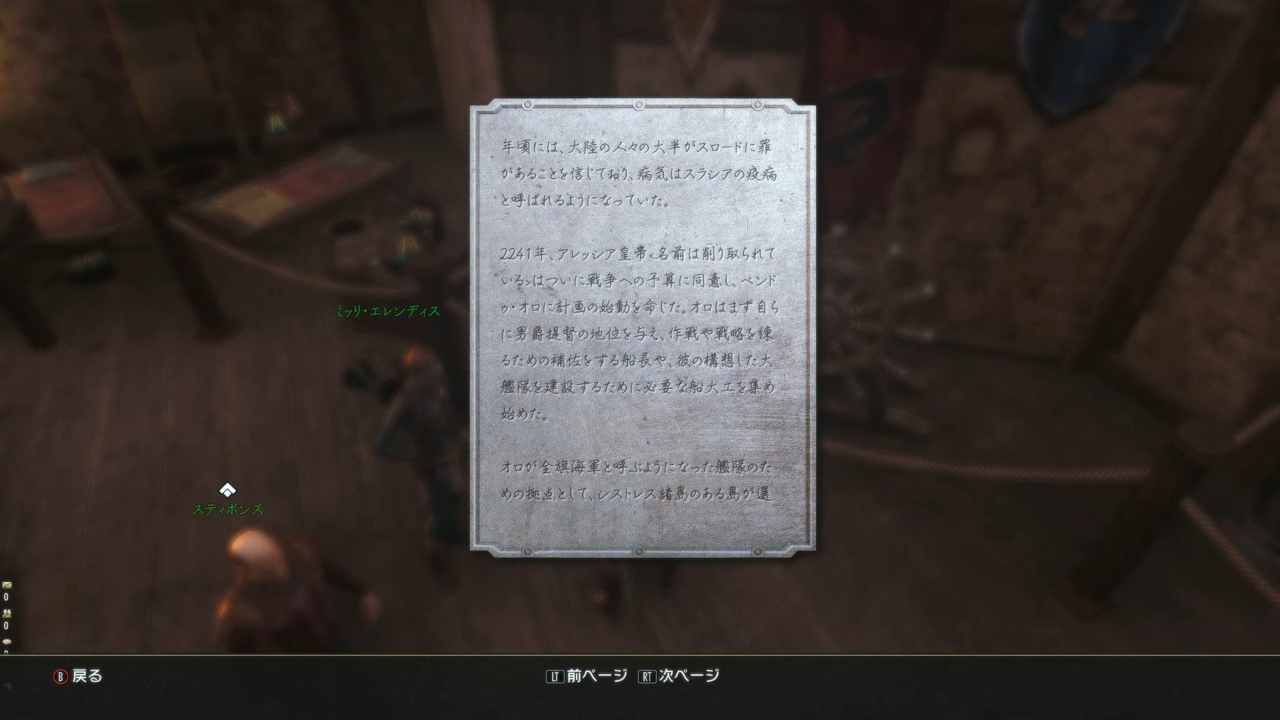 年頃には、大陸の人々の大半がスロードに罪
があることを信じており、病気はスラシアの疫病
と呼ばれるようになっていた。
2241年、アレッシア皇帝<名前は削り取られて
いる>はついに戦争への予算に同意し、ベンド
ゥ・オロに計画の始動を命じた。オロはまず自ら
に男爵提督の地位を与え、作戦や戦略を練
るための補佐をする船長や、彼の構想した大
艦隊を建設するために必要な船大工を集め
始めた。
オロが全旗海軍と呼ぶようになった艦隊のた
めの拠点として、シストレス諸島のある島が選
ミッリ・エレンディス
スティボンズ
0
0
B 戻る
LT 前ページ RT 次ページ